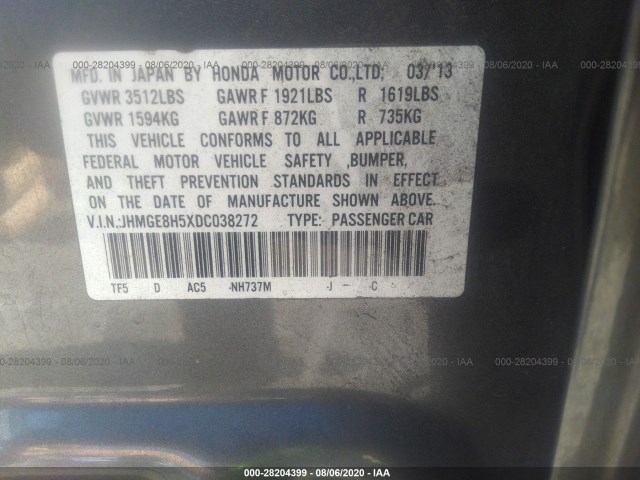 MFD. IN JAPAN BY HONDA MOTOR CO.,LTD; 03/'13
GVWR 3512LBS GAWR F 1921LBS R 1619LBS
GVWR 1594KG GAWR F 872KG R 735KG
THIS VEHICLE CONFORMS TO ALL APPLICABLE
FEDERAL MOTOR VEHICLE SAFETY ,BUMPER,
AND THEFT PREVENTION STANDARDS IN EFFECT
ON THE DATE OF MANUFACTURE SHOWN ABOVE.
V.I.N.:JHMGE8H5XDC038272 TYPE: PASSENGER CAR
TF5 D AC5 -NH737M -J -C
000-28204399 - 08/06/2020 - IAA